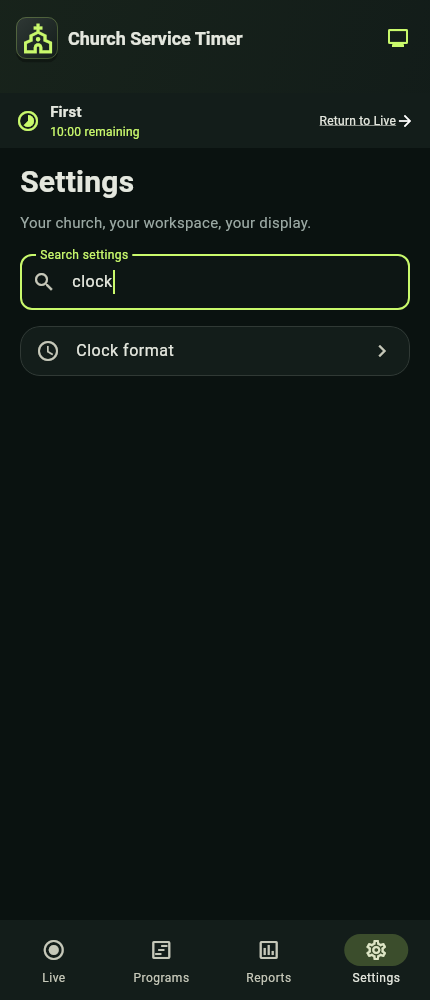 Church Service Timer
First
10:00 remaining
Return to Live
Settings
Your church, your workspace, your display.
Search settings
clock
Clock format
Live
Programs
Reports
Settings